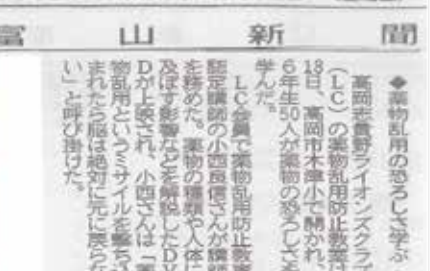 富山新聞
◆薬物乱用の恐ろしさ学ぶ
高岡志貴野ライオンズクラブ
(LC)の薬物乱用防止教室は
18日、高岡市木津小で開かれ、
6年生50人が薬物の恐ろしさを
学んだ。
LC会員で薬物乱用防止教育
認定講師の小西良信さんが講師
を務めた。薬物の種類や人体に
及ぼす影響などを解説したDV
Dが上映され、小西さんは「薬
物乱用というミサイルを撃ち込
まれたら脳は絶対に元に戻らな
い」と呼び掛けた。